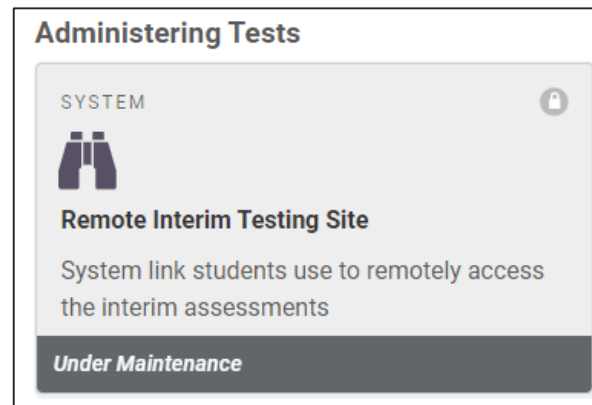 Administering Tests
SYSTEM
Remote Interim Testing Site
System link students use to remotely access
the interim assessments
Under Maintenance